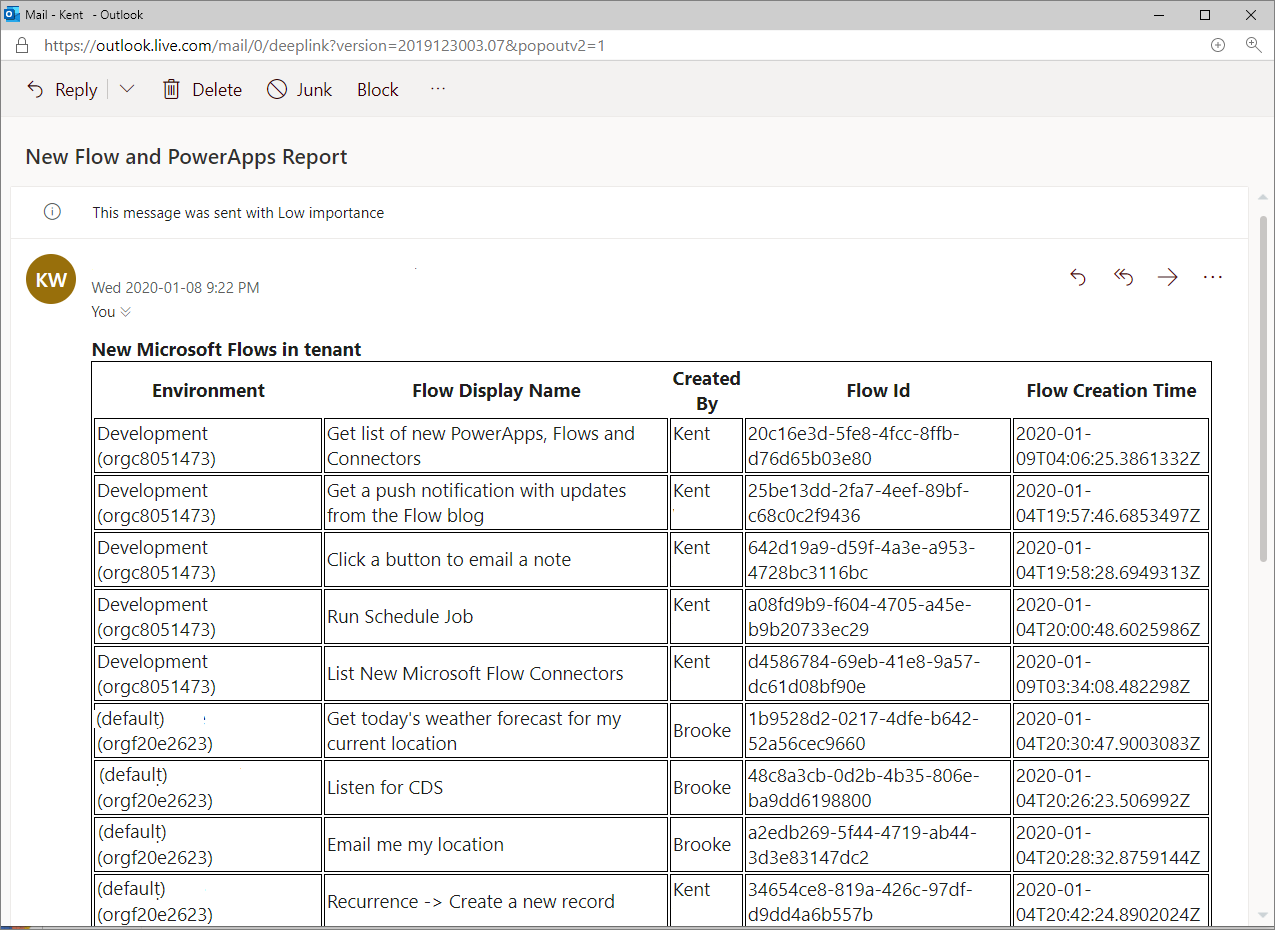 Mail - Kent - Outlook
https://outlook.live.com/mail/0/deeplink?version=2019123003.07&popoutv2=1
Reply Delete Junk Block ...
New Flow and PowerApps Report
This message was sent with Low importance
KW
Wed 2020-01-08 9:22 PM
You
New Microsoft Flows in tenant
Environment Flow Display Name Created By Flow Id Flow Creation Time
Development (orgc8051473) Get list of new PowerApps, Flows and Connectors Kent 20c16e3d-5fe8-4fcc-8ffb-d76d65b03e80 2020-01-09T04:06:25.3861332Z
Development (orgc8051473) Get a push notification with updates from the Flow blog Kent 25be13dd-2fa7-4eef-89bf-c68c0c2f9436 2020-01-04T19:57:46.6853497Z
Development (orgc8051473) Click a button to email a note Kent 642d19a9-d59f-4a3e-a953-4728bc3116bc 2020-01-04T19:58:28.6949313Z
Development (orgc8051473) Run Schedule Job Kent a08fd9b9-f604-4705-a45e-b9b20733ec29 2020-01-04T20:00:48.6025986Z
Development (orgc8051473) List New Microsoft Flow Connectors Kent d4586784-69eb-41e8-9a57-dc61d08bf90e 2020-01-09T03:34:08.482298Z
(default) (orgf20e2623) Get today's weather forecast for my current location Brooke 1b9528d2-0217-4dfe-b642-52a56cec9660 2020-01-04T20:30:47.9003083Z
(default) (orgf20e2623) Listen for CDS Brooke 48c8a3cb-0d2b-4b35-806e-ba9dd6198800 2020-01-04T20:26:23.506992Z
(default) (orgf20e2623) Email me my location Brooke a2edb269-5f44-4719-ab44-3d3e83147dc2 2020-01-04T20:28:32.8759144Z
(default) (orgf20e2623) Recurrence -> Create a new record Kent 34654ce8-819a-426c-97df-d9dd4a6b557b 2020-01-04T20:42:24.8902024Z